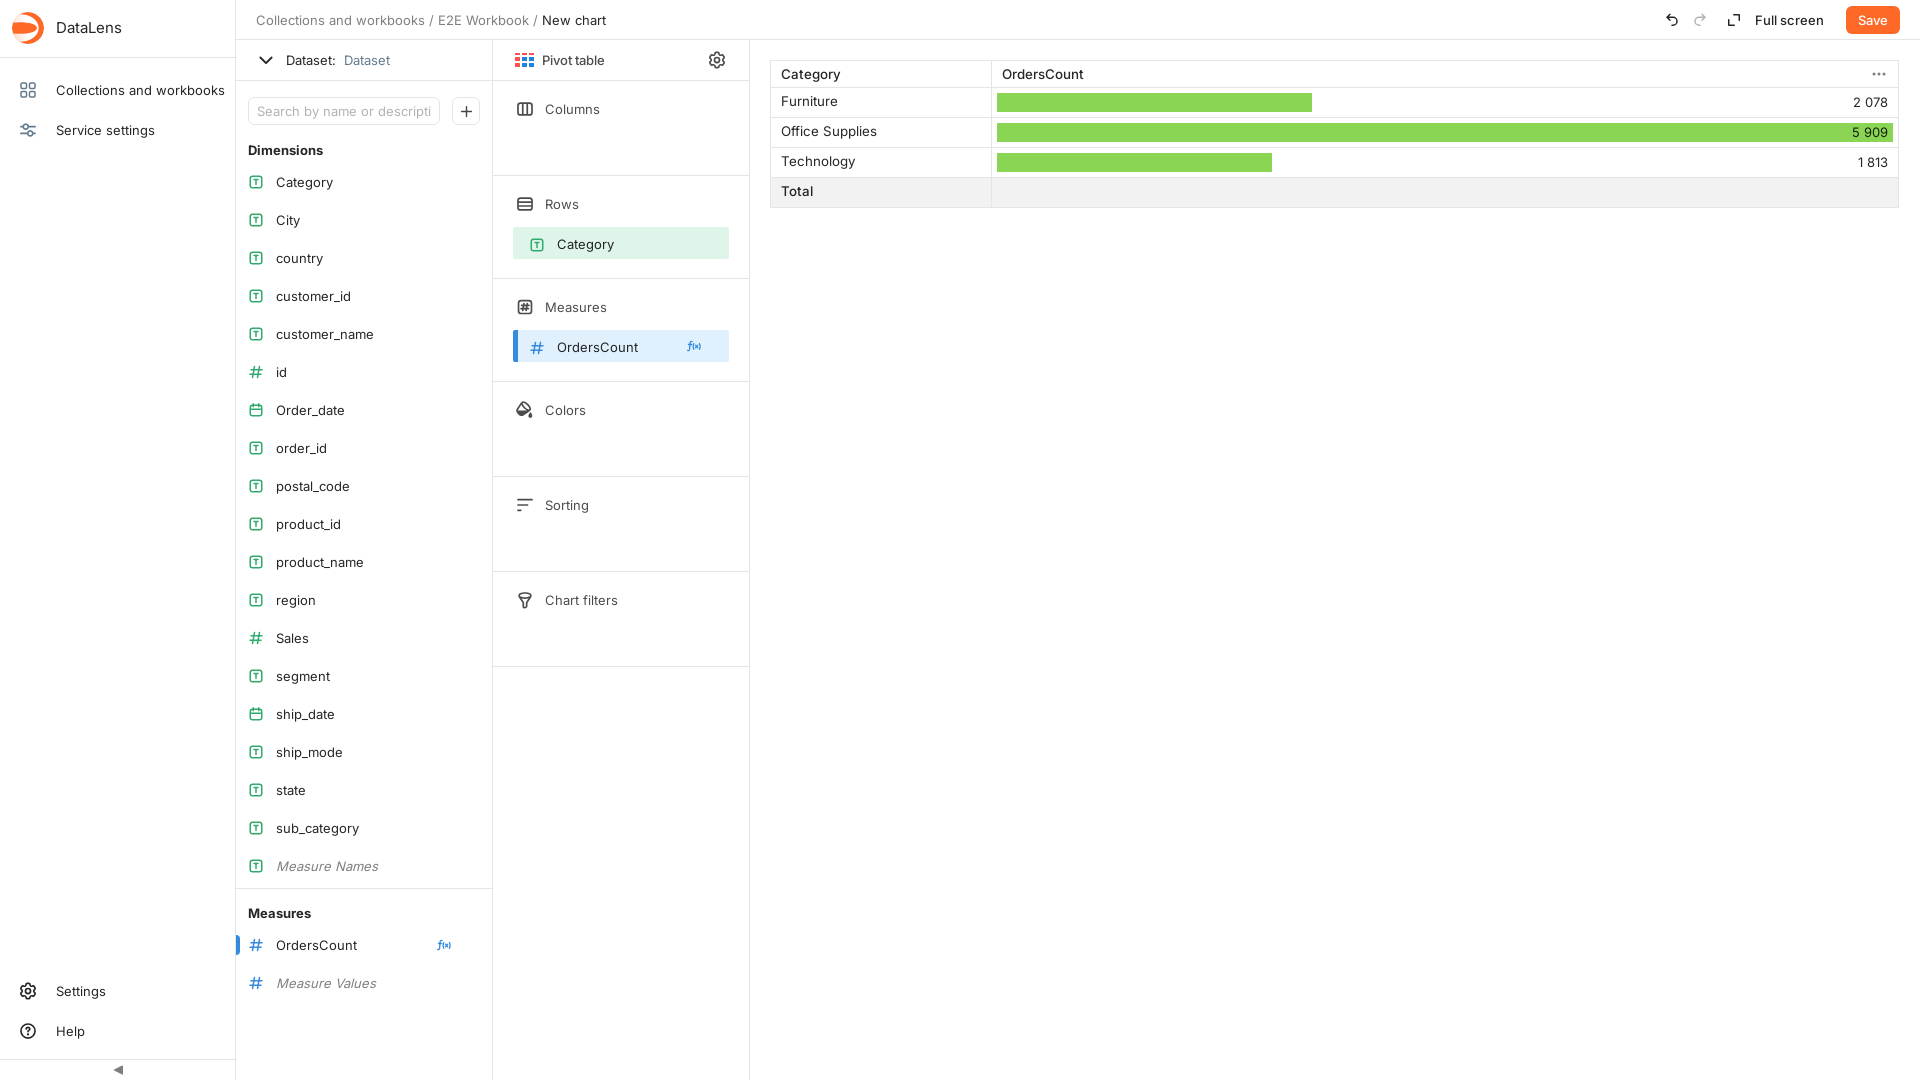 DataLens
Collections and workbooks
Service settings
Settings
Help
Collections and workbooks / E2E Workbook / New chart
Full screen
Save
Dataset: Dataset
Search by name or descripti
Dimensions
Category
City
country
customer_id
customer_name
id
Order_date
order_id
postal_code
product_id
product_name
region
Sales
segment
ship_date
ship_mode
state
sub_category
Measure Names
Measures
OrdersCount
Measure Values
Pivot table
Columns
Rows
Category
Measures
OrdersCount
Colors
Sorting
Chart filters
Category OrdersCount
Furniture 2 078
Office Supplies 5 909
Technology 1 813
Total